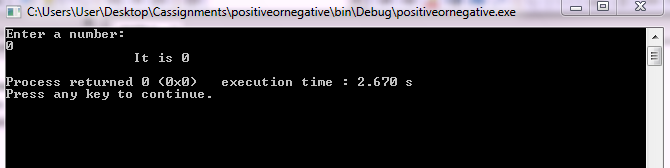 C:\Users\User\Desktop\Cassignments\positiveornegative\bin\Debug\positiveornegative.exe
Enter a number:
0
It is 0
Process returned 0 (0x0)   execution time : 2.670 s
Press any key to continue.